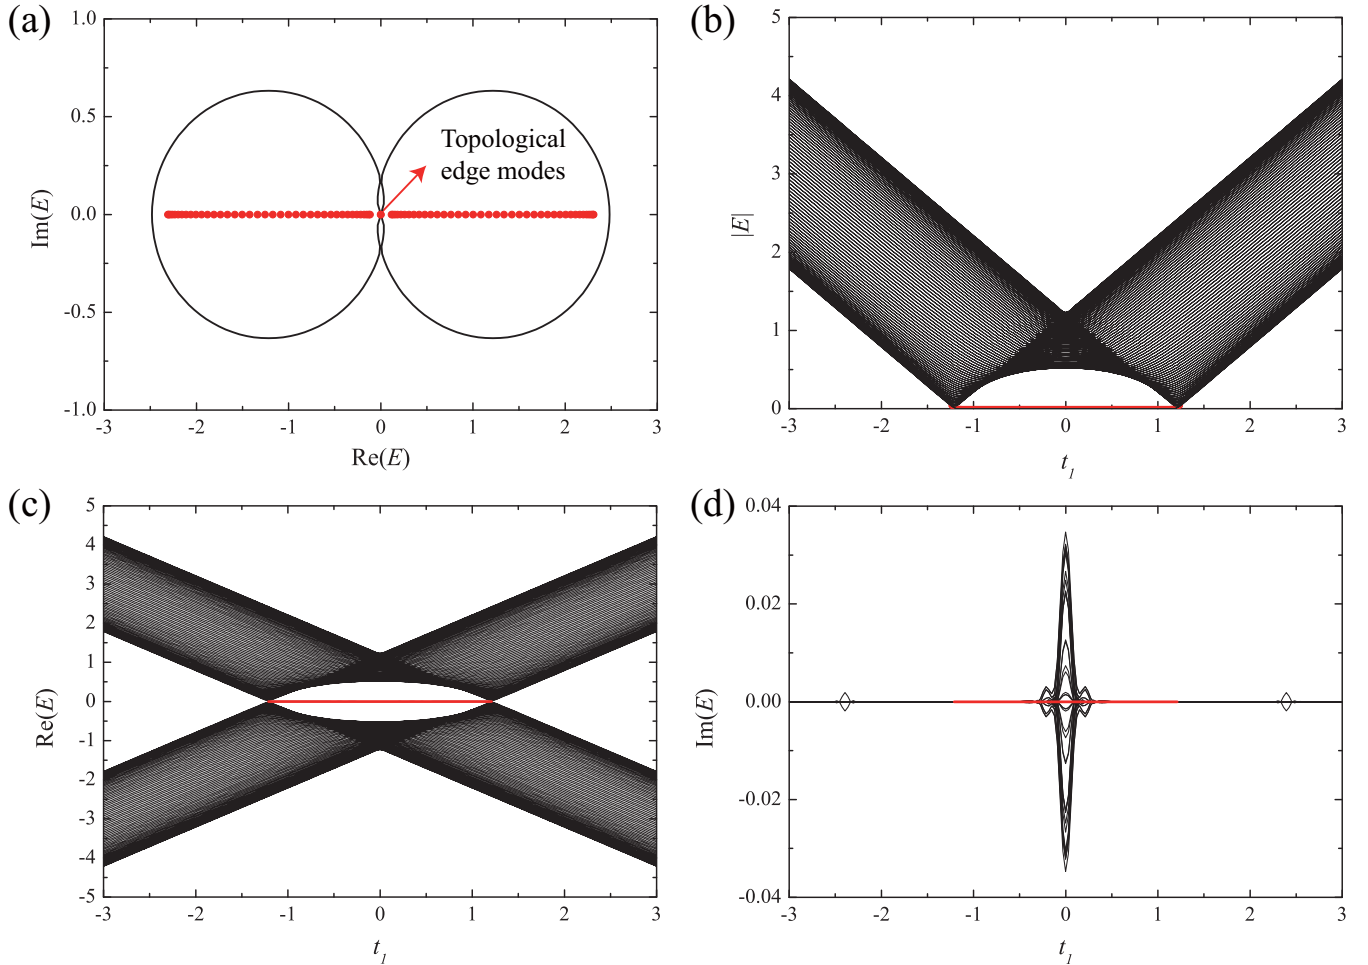 (a)
1.0
0.5
0.0
-0.5
-1.0
Im(E)
Topological
edge modes
-3 -2 -1 0 1 2 3
Re(E)
(b)
5
4
3
2
1
0
|E|
-3 -2 -1 0 1 2 3
t1
(c)
5
4
3
2
1
0
-1
-2
-3
-4
-5
Re(E)
-3 -2 -1 0 1 2 3
t1
(d)
0.04
0.02
0.00
-0.02
-0.04
Im(E)
-3 -2 -1 0 1 2 3
t1